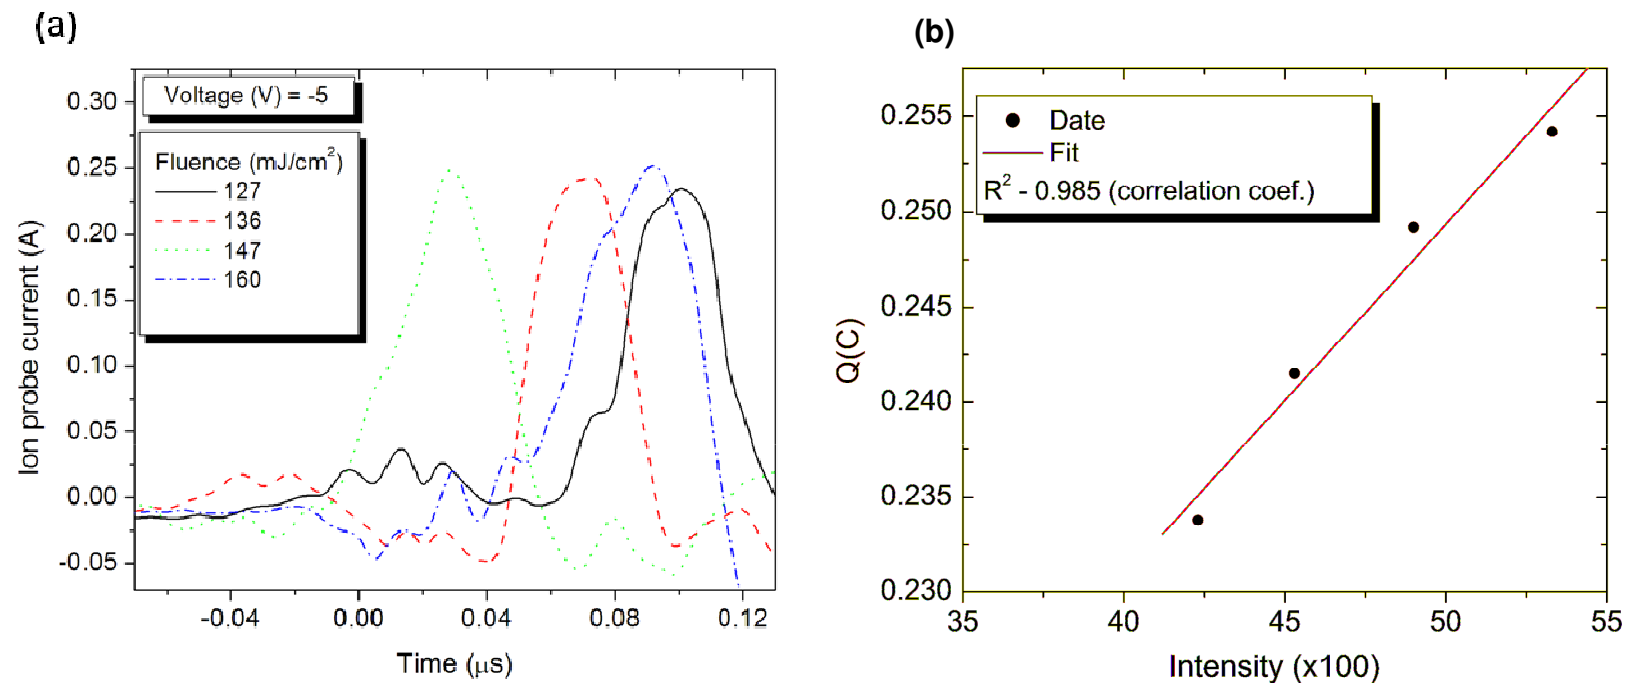 (a)
Voltage (V) = -5
Fluence (mJ/cm²)
127
136
147
160
0.30
0.25
0.20
0.15
0.10
0.05
0.00
-0.05
Ion probe current (A)
-0.04 0.00 0.04 0.08 0.12
Time (μs)
(b)
Date
Fit
R² - 0.985 (correlation coef.)
0.255
0.250
0.245
0.240
0.235
0.230
Q(C)
35 40 45 50 55
Intensity (x100)